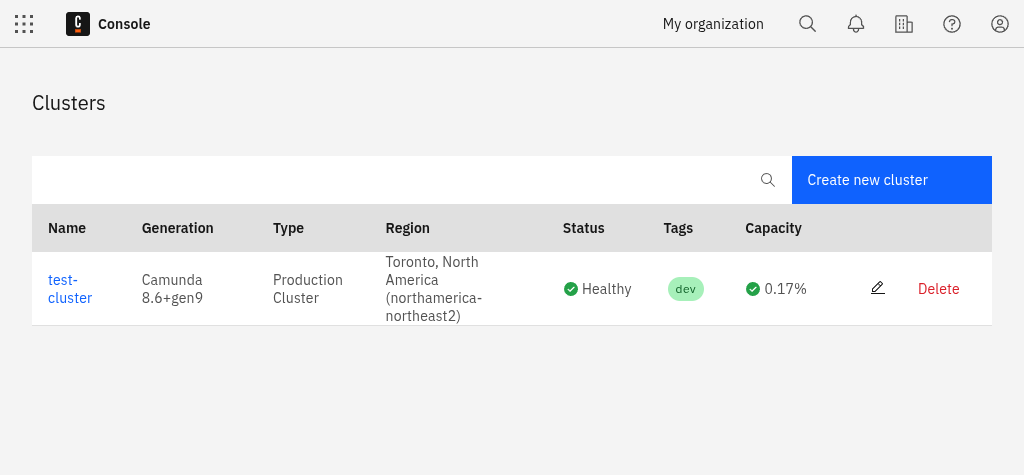 Console
My organization
Clusters
Create new cluster
Name Generation Type Region Status Tags Capacity
test-
cluster
Camunda
8.6+gen9
Production
Cluster
Toronto, North
America
(northamerica-
northeast2)
Healthy
dev
0.17%
Delete